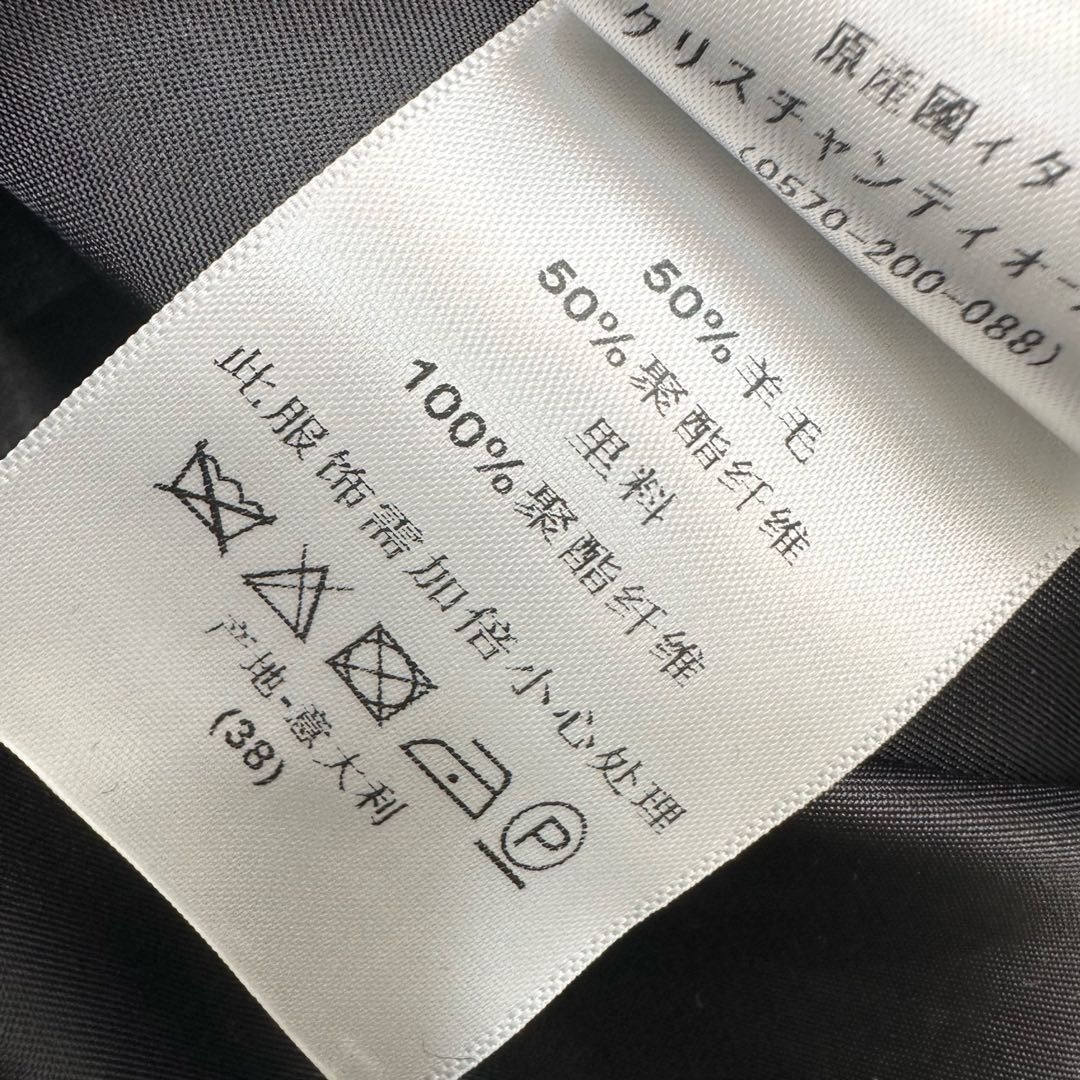 原産國イタ
クリスチャンディオー
(0570-200-088)
50%羊毛
50%聚酯纤维
里料
100%聚酯纤维
此服饰需加倍小心处理
P
产地-意大利
(38)